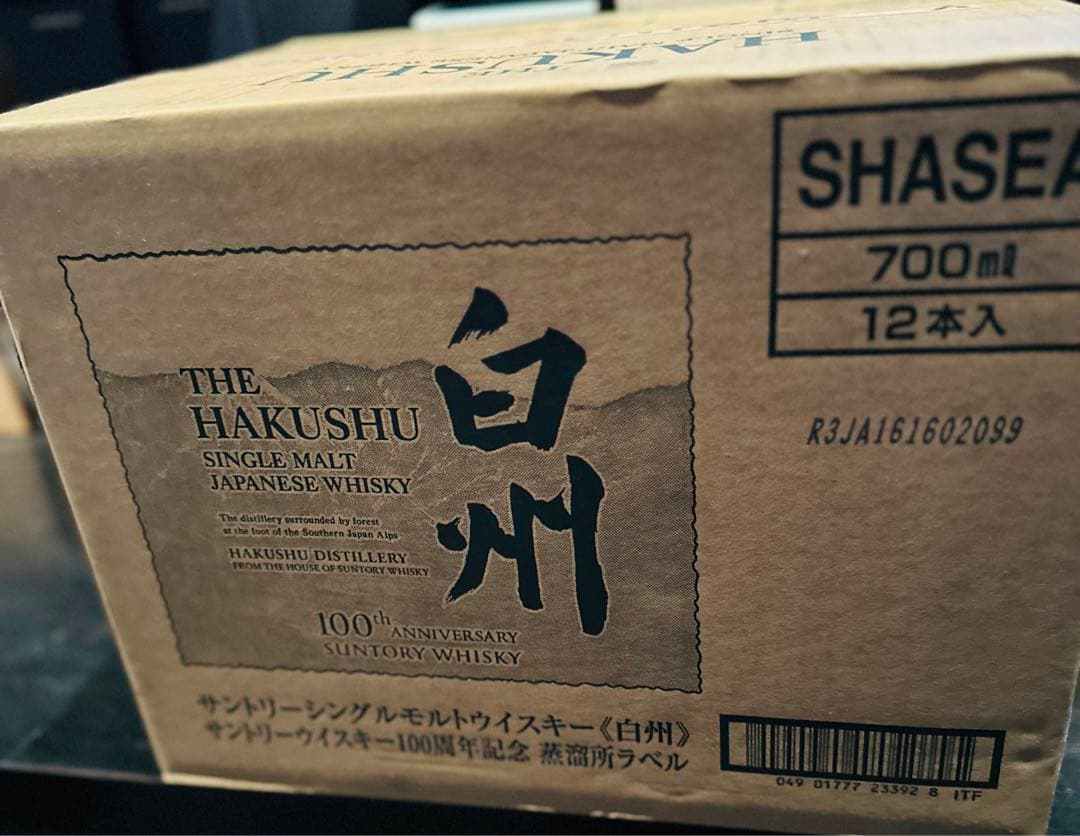 THE
HAKUSHU
SHASEA
700ml
12本入
R3JA161602099
THE
HAKUSHU
SINGLE MALT
JAPANESE WHISKY
The distillery surrounded by forest
at the foot of the Southern Japan Alps
HAKUSHU DISTILLERY
FROM THE HOUSE OF SUNTORY WHISKY
白州
100th ANNIVERSARY
SUNTORY WHISKY
サントリーシングルモルトウイスキー《白州》
サントリーウイスキー100周年記念 蒸溜所ラベル
049 01777 23392 8 ITF